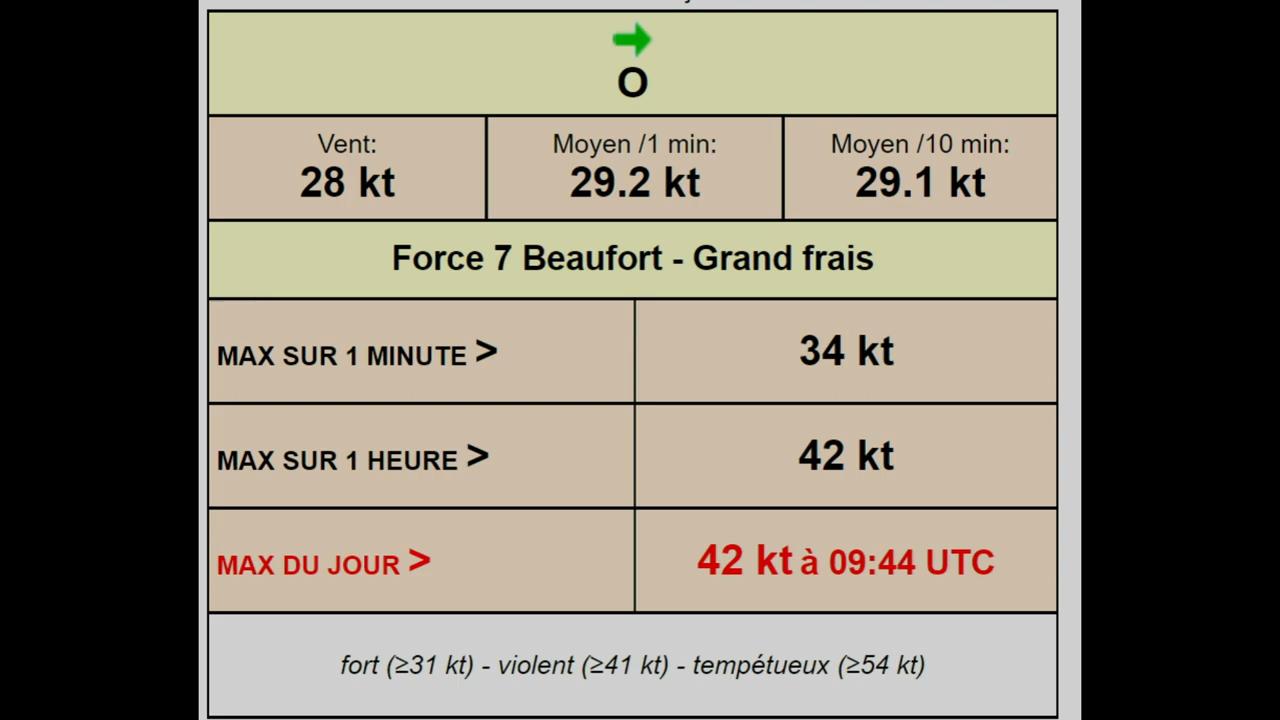 O
Vent:
28 kt
Moyen /1 min:
29.2 kt
Moyen /10 min:
29.1 kt
Force 7 Beaufort - Grand frais
MAX SUR 1 MINUTE >
34 kt
MAX SUR 1 HEURE >
42 kt
MAX DU JOUR >
42 kt à 09:44 UTC
fort (≥31 kt) - violent (≥41 kt) - tempétueux (≥54 kt)